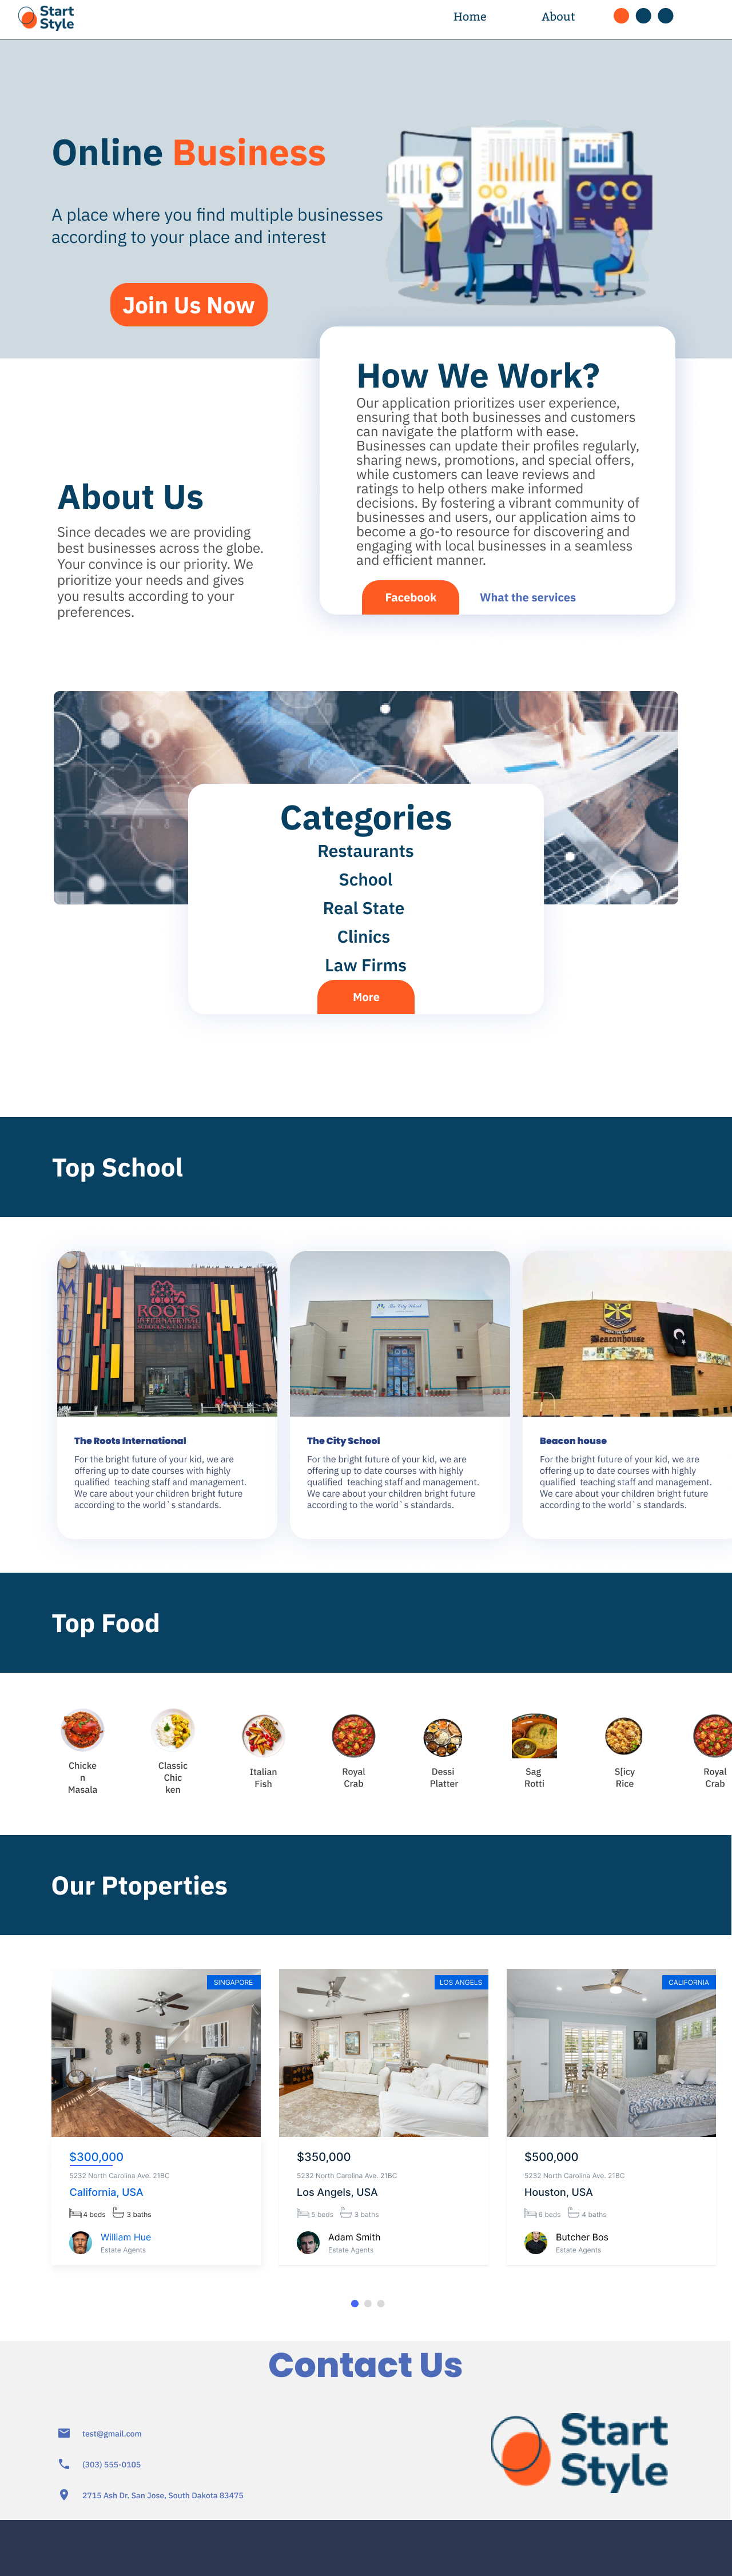 Start
Style
Home
About
Online Business
A place where you find multiple businesses
according to your place and interest
Join Us Now
How We Work?
Our application prioritizes user experience,
ensuring that both businesses and customers
can navigate the platform with ease.
Businesses can update their profiles regularly,
sharing news, promotions, and special offers,
while customers can leave reviews and
ratings to help others make informed
decisions. By fostering a vibrant community of
businesses and users, our application aims to
become a go-to resource for discovering and
engaging with local businesses in a seamless
and efficient manner.
Facebook
What the services
About Us
Since decades we are providing
best businesses across the globe.
Your convince is our priority. We
prioritize your needs and gives
you results according to your
preferences.
Categories
Restaurants
School
Real State
Clinics
Law Firms
More
Top School
MIUC
ROOTS
INTERNATIONAL
The City School
Beaconhouse
The Roots International
For the bright future of your kid, we are
offering up to date courses with highly
qualified  teaching staff and management.
We care about your children bright future
according to the world`s standards.
The City School
For the bright future of your kid, we are
offering up to date courses with highly
qualified  teaching staff and management.
We care about your children bright future
according to the world`s standards.
Beacon house
For the bright future of your kid, we are
offering up to date courses with highly
qualified  teaching staff and management.
We care about your children bright future
according to the world`s standards.
Top Food
Chicke
n
Masala
Classic
Chic
ken
Italian
Fish
Royal
Crab
Dessi
Platter
Sag
Rotti
S[icy
Rice
Royal
Crab
Our Ptoperties
SINGAPORE
$300,000
5232 North Carolina Ave. 21BC
California, USA
4 beds 3 baths
William Hue
Estate Agents
LOS ANGELS
$350,000
5232 North Carolina Ave. 21BC
Los Angels, USA
5 beds 3 baths
Adam Smith
Estate Agents
CALIFORNIA
$500,000
5232 North Carolina Ave. 21BC
Houston, USA
6 beds 4 baths
Butcher Bos
Estate Agents
Contact Us
test@gmail.com
(303) 555-0105
2715 Ash Dr. San Jose, South Dakota 83475
Start
Style